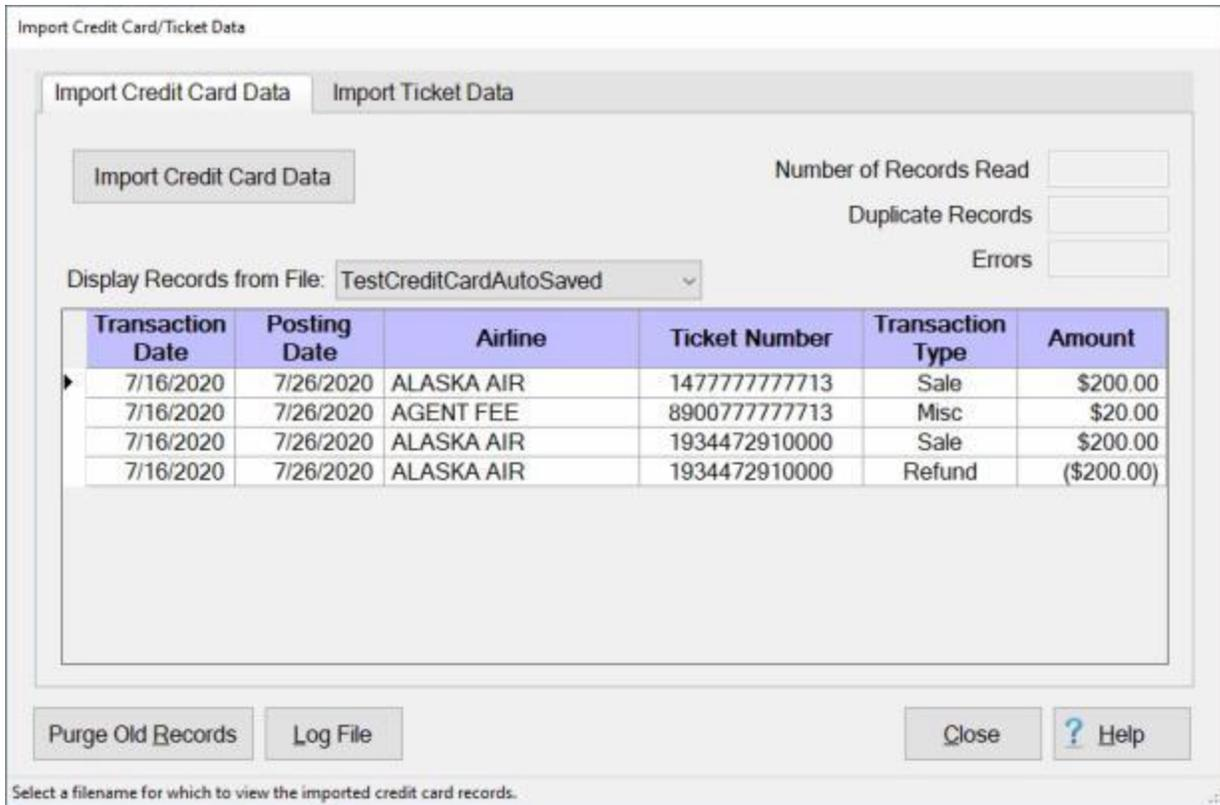 Import Credit Card/Ticket Data
Import Credit Card Data Import Ticket Data
Import Credit Card Data
Number of Records Read
Duplicate Records
Errors
Display Records from File: TestCreditCardAutoSaved
Transaction Date Posting Date Airline Ticket Number Transaction Type Amount
7/16/2020 7/26/2020 ALASKA AIR 1477777777713 Sale $200.00
7/16/2020 7/26/2020 AGENT FEE 8900777777713 Misc $20.00
7/16/2020 7/26/2020 ALASKA AIR 1934472910000 Sale $200.00
7/16/2020 7/26/2020 ALASKA AIR 1934472910000 Refund ($200.00)
Purge Old Records Log File Close ? Help
Select a filename for which to view the imported credit card records.